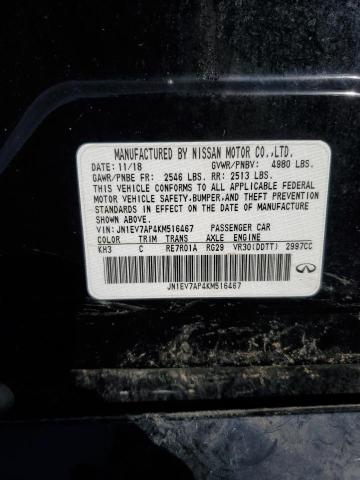 MANUFACTURED BY NISSAN MOTOR CO.,LTD.
DATE: 11/18 GVWR/PNBV: 4980 LBS.
GAWR/PNBE FR: 2546 LBS. RR: 2513 LBS.
THIS VEHICLE CONFORMS TO ALL APPLICABLE FEDERAL
MOTOR VEHICLE SAFETY,BUMPER,AND THEFT PREVENTION
STANDARDS IN EFFECT ON THE DATE OF MANUFACTURE
SHOWN ABOVE.
VIN: JN1EV7AP4KM516467 PASSENGER CAR
COLOR TRIM TRANS AXLE ENGINE
KH3 C RE7R01A RG29 VR30(DDTT) 2997CC
JN1EV7AP4KM516467